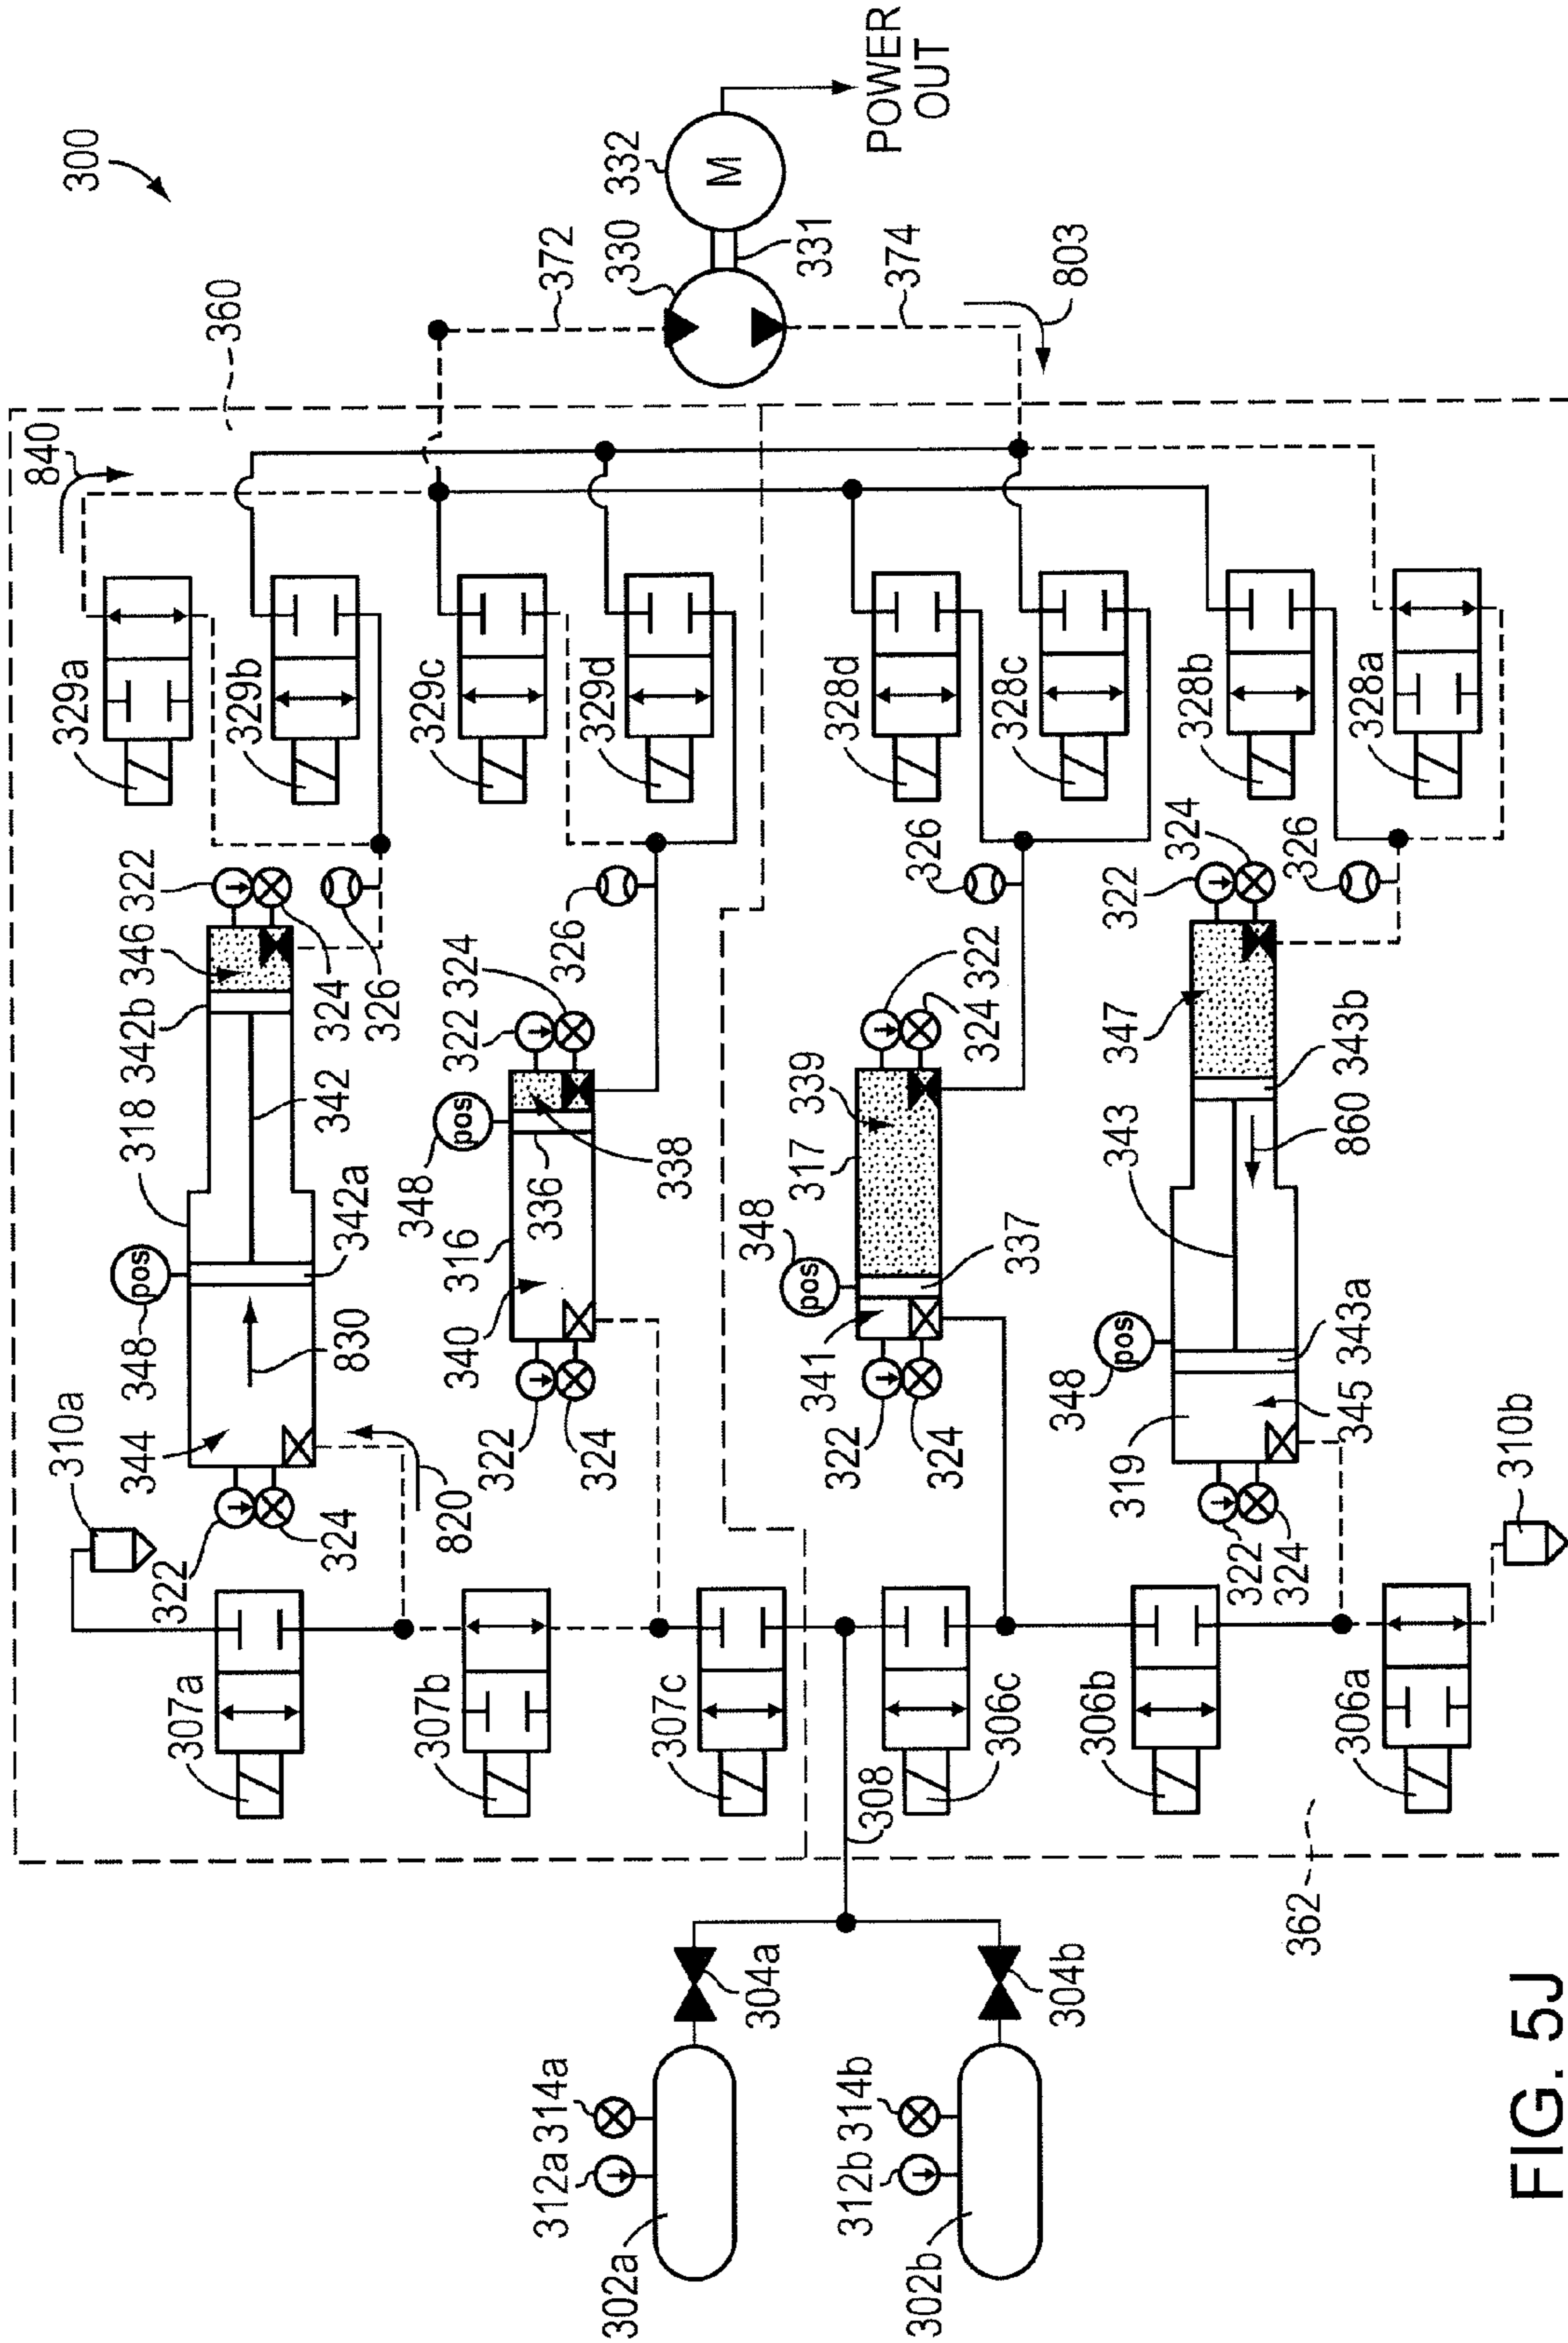 300
840
360
329a
329b
329c
329d
328d
328c
328b
328a
372
330
332
M
331
374
803
POWER
OUT
322
346
342b
318
324
326
342
342a
pos
348
830
344
310a
322
324
820
322
324
326
348
pos
316
336
338
340
322
324
326
322
324
339
317
348
pos
337
341
322
324
322
324
326
347
343b
343
860
348
pos
343a
345
319
322
324
310b
307a
307b
307c
306c
306b
306a
308
362
304a
304b
312a
314a
302a
312b
314b
302b
FIG. 5J